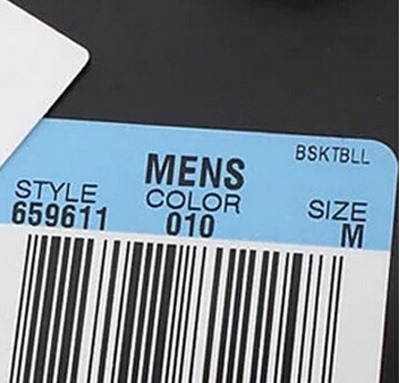 BSKTBLL
MENS
STYLE COLOR SIZE
659611 010 M